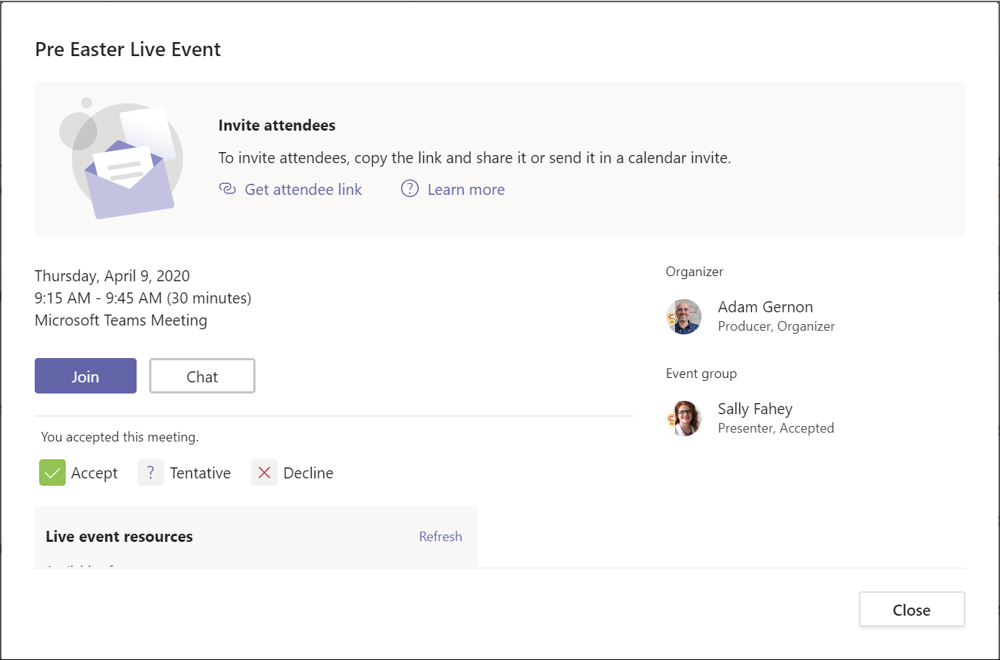 Pre Easter Live Event
Invite attendees
To invite attendees, copy the link and share it or send it in a calendar invite.
Get attendee link
? Learn more
Thursday, April 9, 2020
9:15 AM - 9:45 AM (30 minutes)
Microsoft Teams Meeting
Join
Chat
You accepted this meeting.
Accept
? Tentative
Decline
Live event resources
Refresh
Organizer
Adam Gernon
Producer, Organizer
Event group
Sally Fahey
Presenter, Accepted
Close